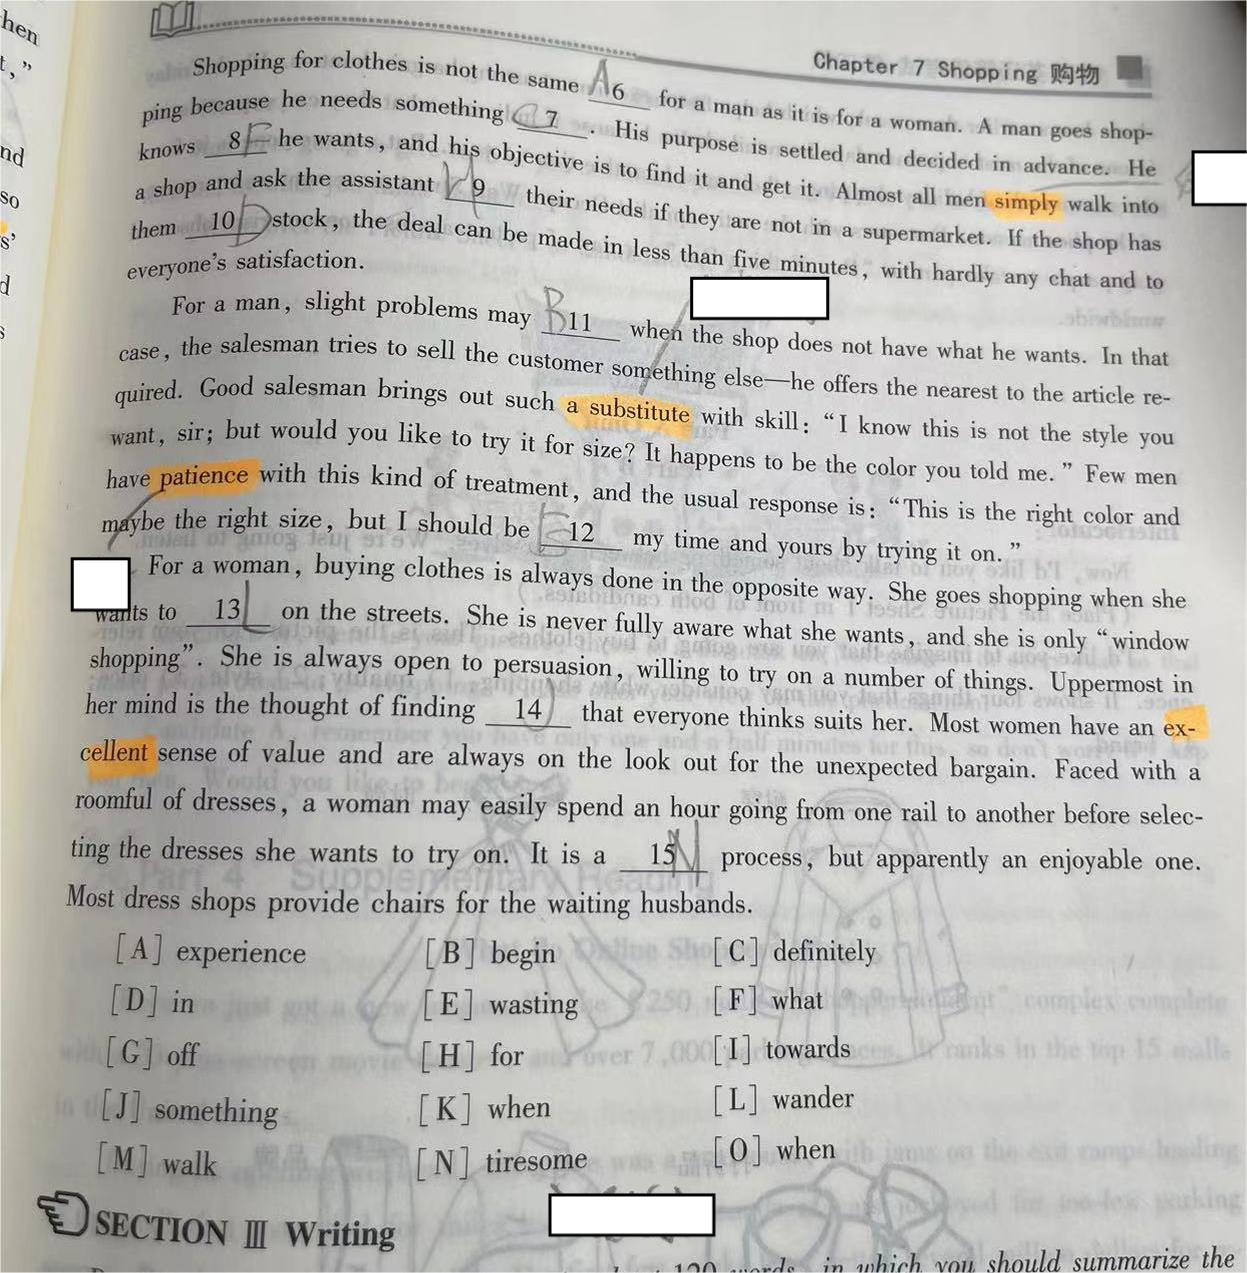 hen
t,”
nd
so
s’
d
s
Chapter 7 Shopping 购物
Shopping for clothes is not the same A 6 for a man as it is for a woman. A man goes shop-
ping because he needs something C 7. His purpose is settled and decided in advance. He
knows 8 F he wants, and his objective is to find it and get it. Almost all men simply walk into
a shop and ask the assistant H 9 their needs if they are not in a supermarket. If the shop has
them 10 D stock, the deal can be made in less than five minutes, with hardly any chat and to
everyone’s satisfaction.
For a man, slight problems may B 11 when the shop does not have what he wants. In that
case, the salesman tries to sell the customer something else—he offers the nearest to the article re-
quired. Good salesman brings out such a substitute with skill: “I know this is not the style you
want, sir; but would you like to try it for size? It happens to be the color you told me.” Few men
have patience with this kind of treatment, and the usual response is: “This is the right color and
maybe the right size, but I should be E 12 my time and yours by trying it on.”
For a woman, buying clothes is always done in the opposite way. She goes shopping when she
wants to 13 L on the streets. She is never fully aware what she wants, and she is only “window
shopping”. She is always open to persuasion, willing to try on a number of things. Uppermost in
her mind is the thought of finding 14 J that everyone thinks suits her. Most women have an ex-
cellent sense of value and are always on the look out for the unexpected bargain. Faced with a
roomful of dresses, a woman may easily spend an hour going from one rail to another before selec-
ting the dresses she wants to try on. It is a 15 N process, but apparently an enjoyable one.
Most dress shops provide chairs for the waiting husbands.
[A] experience [B] begin [C] definitely
[D] in [E] wasting [F] what
[G] off [H] for [I] towards
[J] something [K] when [L] wander
[M] walk [N] tiresome [O] when
SECTION Ⅲ Writing
120 words, in which you should summarize the